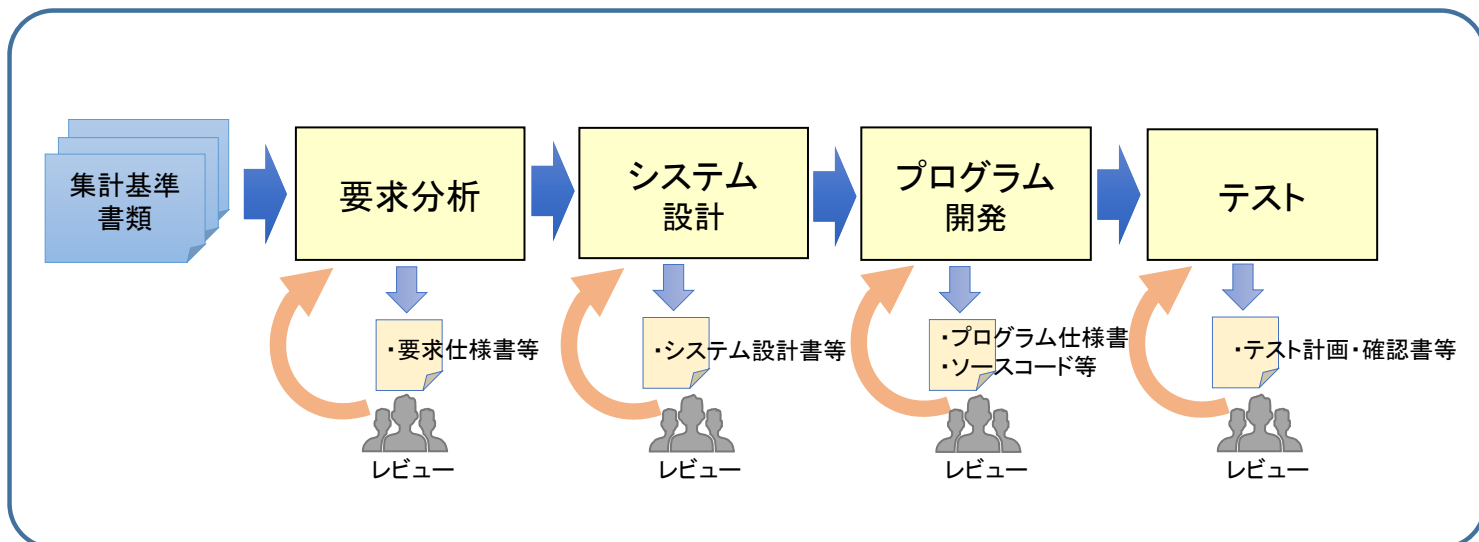 集計基準
書類
要求分析
システム
設計
プログラム
開発
テスト
・要求仕様書等
・システム設計書等
・プログラム仕様書
・ソースコード等
・テスト計画・確認書等
レビュー
レビュー
レビュー
レビュー